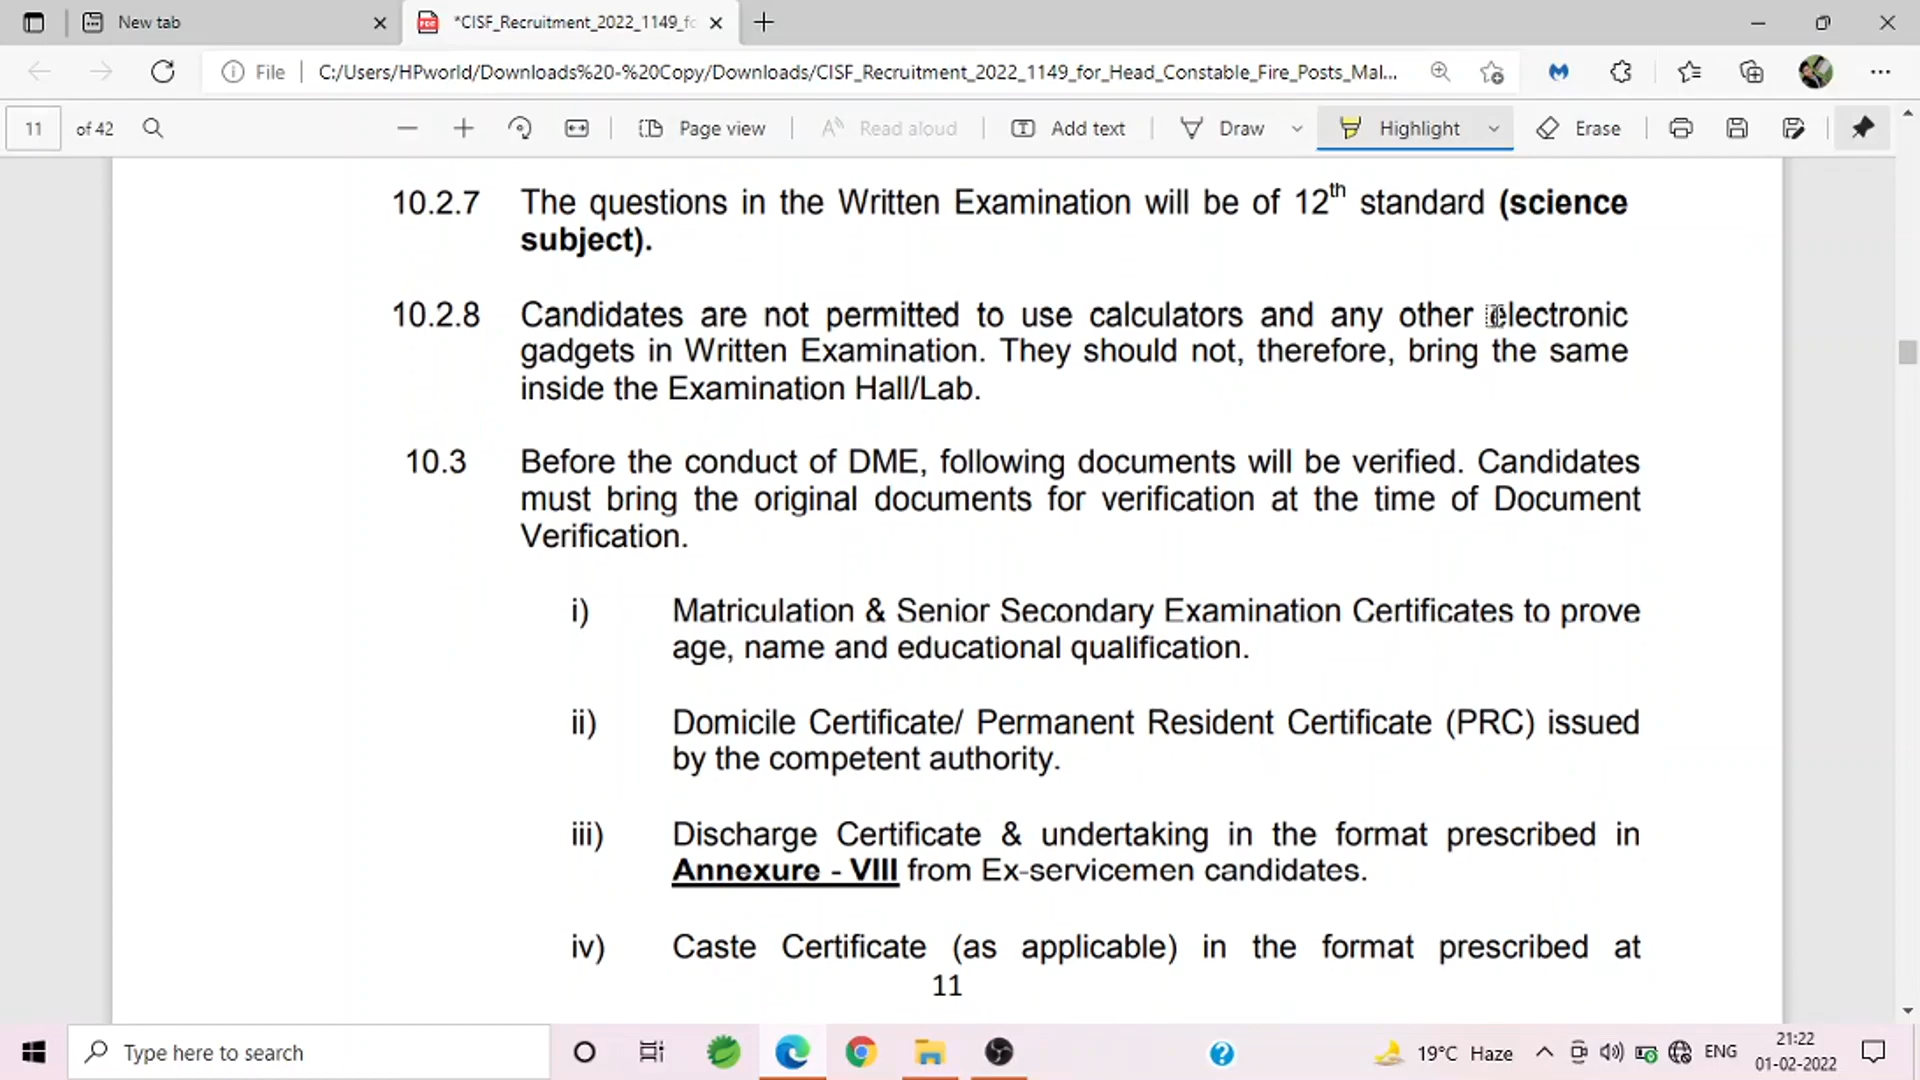 New tab
*CISF_Recruitment_2022_1149_fo
File
C:/Users/HPworld/Downloads%20-%20Copy/Downloads/CISF_Recruitment_2022_1149_for_Head_Constable_Fire_Posts_Mal...
11 of 42
Page view
Read aloud
Add text
Draw
Highlight
Erase
10.2.7 The questions in the Written Examination will be of 12th standard (science
subject).
10.2.8 Candidates are not permitted to use calculators and any other electronic
gadgets in Written Examination. They should not, therefore, bring the same
inside the Examination Hall/Lab.
10.3 Before the conduct of DME, following documents will be verified. Candidates
must bring the original documents for verification at the time of Document
Verification.
i) Matriculation & Senior Secondary Examination Certificates to prove
age, name and educational qualification.
ii) Domicile Certificate/ Permanent Resident Certificate (PRC) issued
by the competent authority.
iii) Discharge Certificate & undertaking in the format prescribed in
Annexure - VIII from Ex-servicemen candidates.
iv) Caste Certificate (as applicable) in the format prescribed at
11
Type here to search
19°C Haze
ENG
21:22
01-02-2022